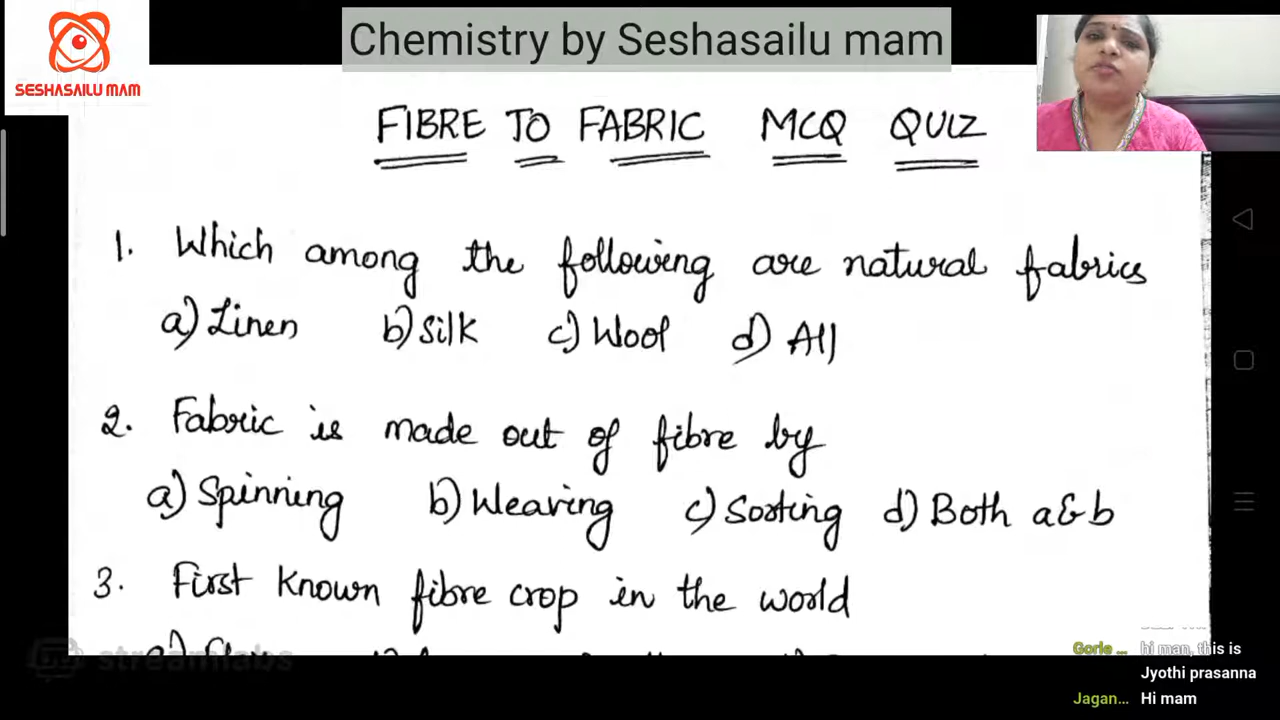 Chemistry by Seshasailu mam
SESHASAILU MAM
FIBRE TO FABRIC MCQ QUIZ
1. Which among the following are natural fabrics
a) Linen b) Silk c) Wool d) All
2. Fabric is made out of fibre by
a) Spinning b) Weaving c) Sorting d) Both a & b
3. First known fibre crop in the world
streamlabs
Gorle ... hi man, this is
Jyothi prasanna
Jagan... Hi mam